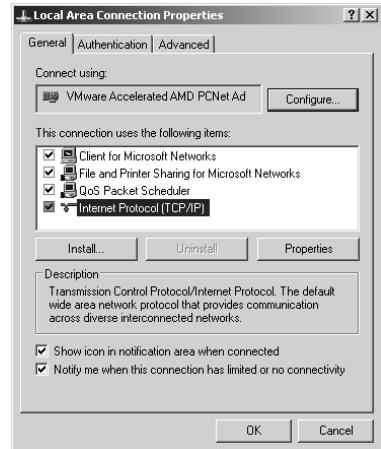 Local Area Connection Properties
General Authentication Advanced
Connect using:
VMware Accelerated AMD PCNet Ad Configure...
This connection uses the following items:
Client for Microsoft Networks
File and Printer Sharing for Microsoft Networks
QoS Packet Scheduler
Internet Protocol (TCP/IP)
Install... Uninstall Properties
Description
Transmission Control Protocol/Internet Protocol. The default
wide area network protocol that provides communication
across diverse interconnected networks.
Show icon in notification area when connected
Notify me when this connection has limited or no connectivity
OK Cancel